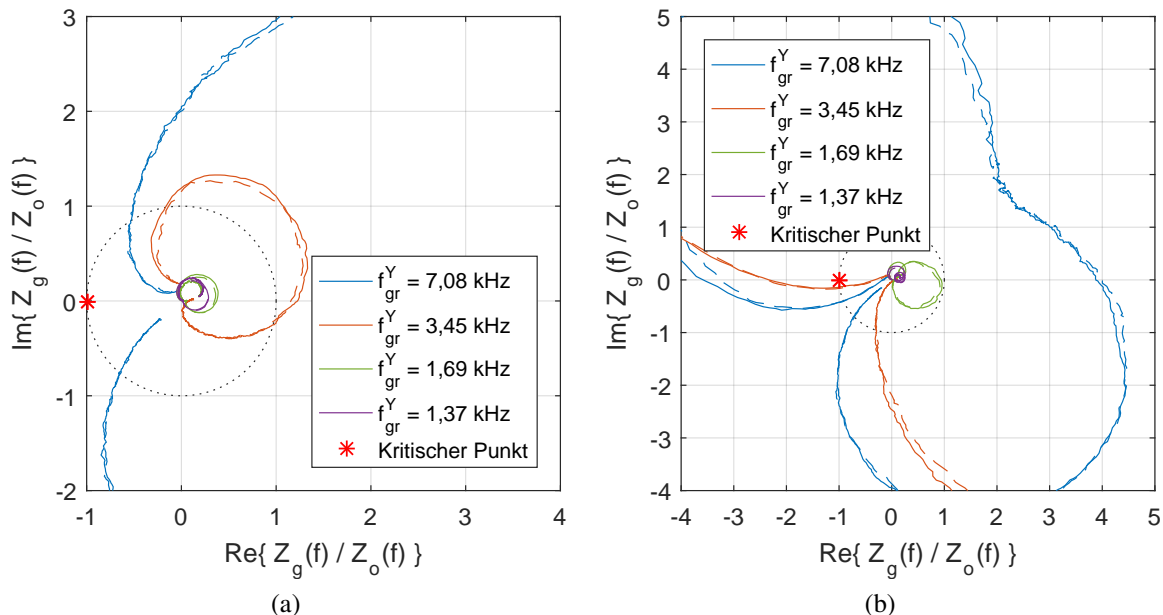 3
2
1
0
-1
-2
-1
0
1
2
3
4
Im{ Z_g(f) / Z_o(f) }
Re{ Z_g(f) / Z_o(f) }
f_gr^Y = 7,08 kHz
f_gr^Y = 3,45 kHz
f_gr^Y = 1,69 kHz
f_gr^Y = 1,37 kHz
Kritischer Punkt
(a)
5
4
3
2
1
0
-1
-2
-3
-4
-4
-3
-2
-1
0
1
2
3
4
5
Im{ Z_g(f) / Z_o(f) }
Re{ Z_g(f) / Z_o(f) }
f_gr^Y = 7,08 kHz
f_gr^Y = 3,45 kHz
f_gr^Y = 1,69 kHz
f_gr^Y = 1,37 kHz
Kritischer Punkt
(b)